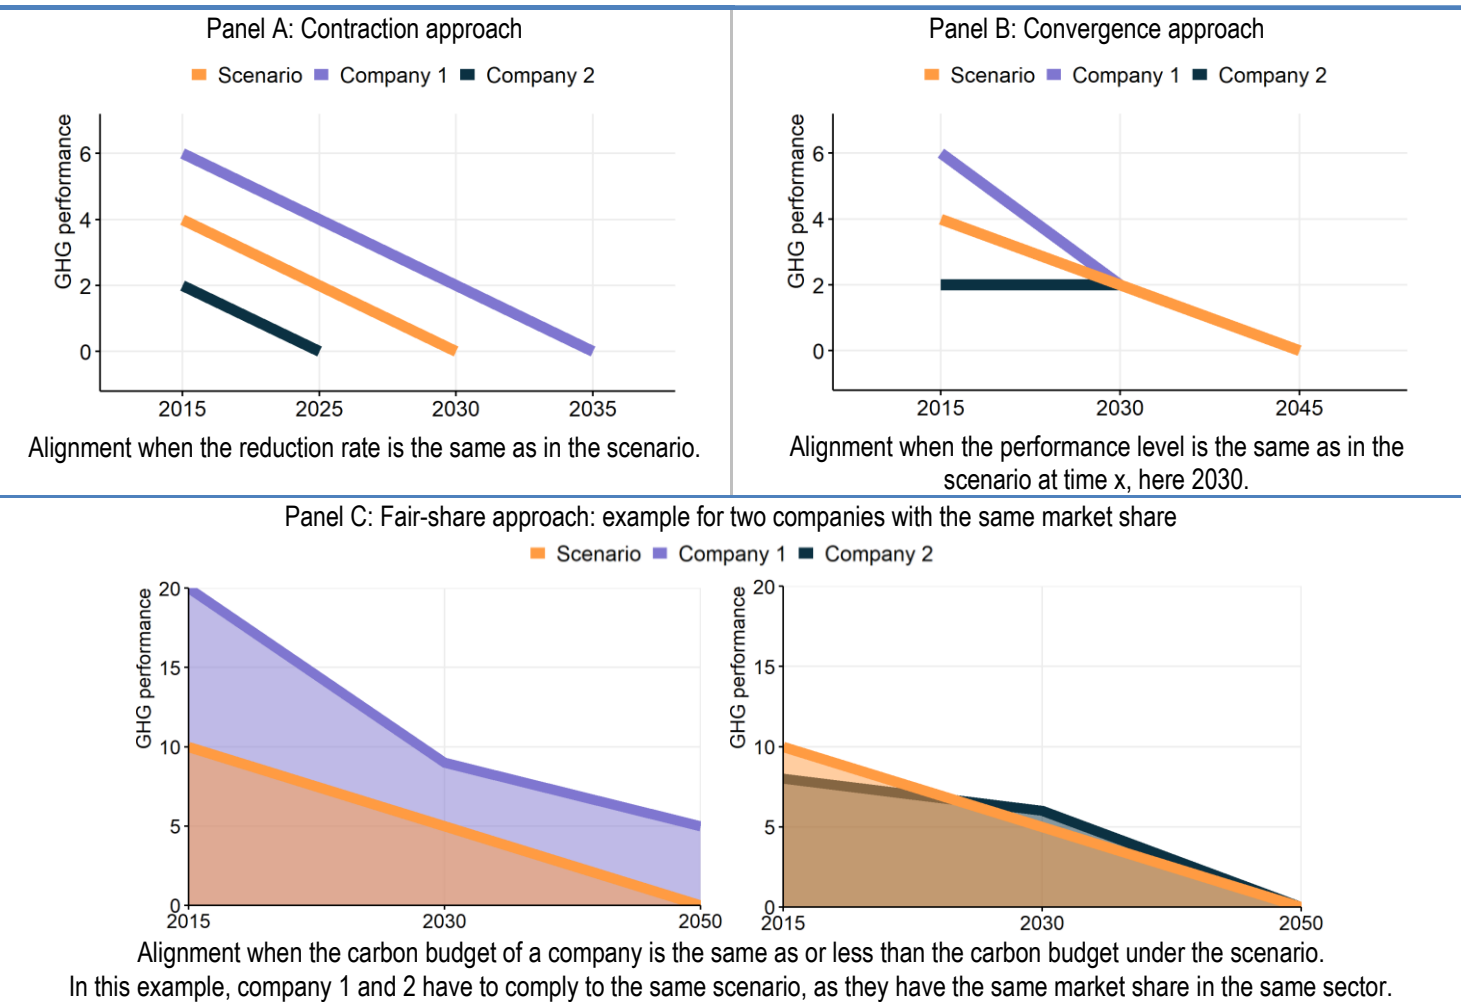 Panel A: Contraction approach
Scenario Company 1 Company 2
GHG performance
6
4
2
0
2015 2025 2030 2035
Alignment when the reduction rate is the same as in the scenario.
Panel B: Convergence approach
Scenario Company 1 Company 2
GHG performance
6
4
2
0
2015 2030 2045
Alignment when the performance level is the same as in the
scenario at time x, here 2030.
Panel C: Fair-share approach: example for two companies with the same market share
Scenario Company 1 Company 2
GHG performance
20
15
10
5
0
2015 2030 2050
GHG performance
20
15
10
5
0
2015 2030 2050
Alignment when the carbon budget of a company is the same as or less than the carbon budget under the scenario.
In this example, company 1 and 2 have to comply to the same scenario, as they have the same market share in the same sector.